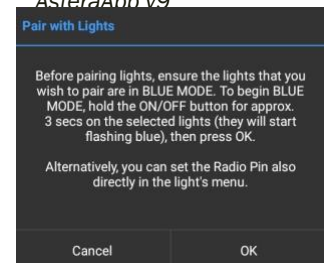 AsteraApp v9
Pair with Lights
Before pairing lights, ensure the lights that you
wish to pair are in BLUE MODE. To begin BLUE
MODE, hold the ON/OFF button for approx.
3 secs on the selected lights (they will start
flashing blue), then press OK.
Alternatively, you can set the Radio Pin also
directly in the light's menu.
Cancel
OK